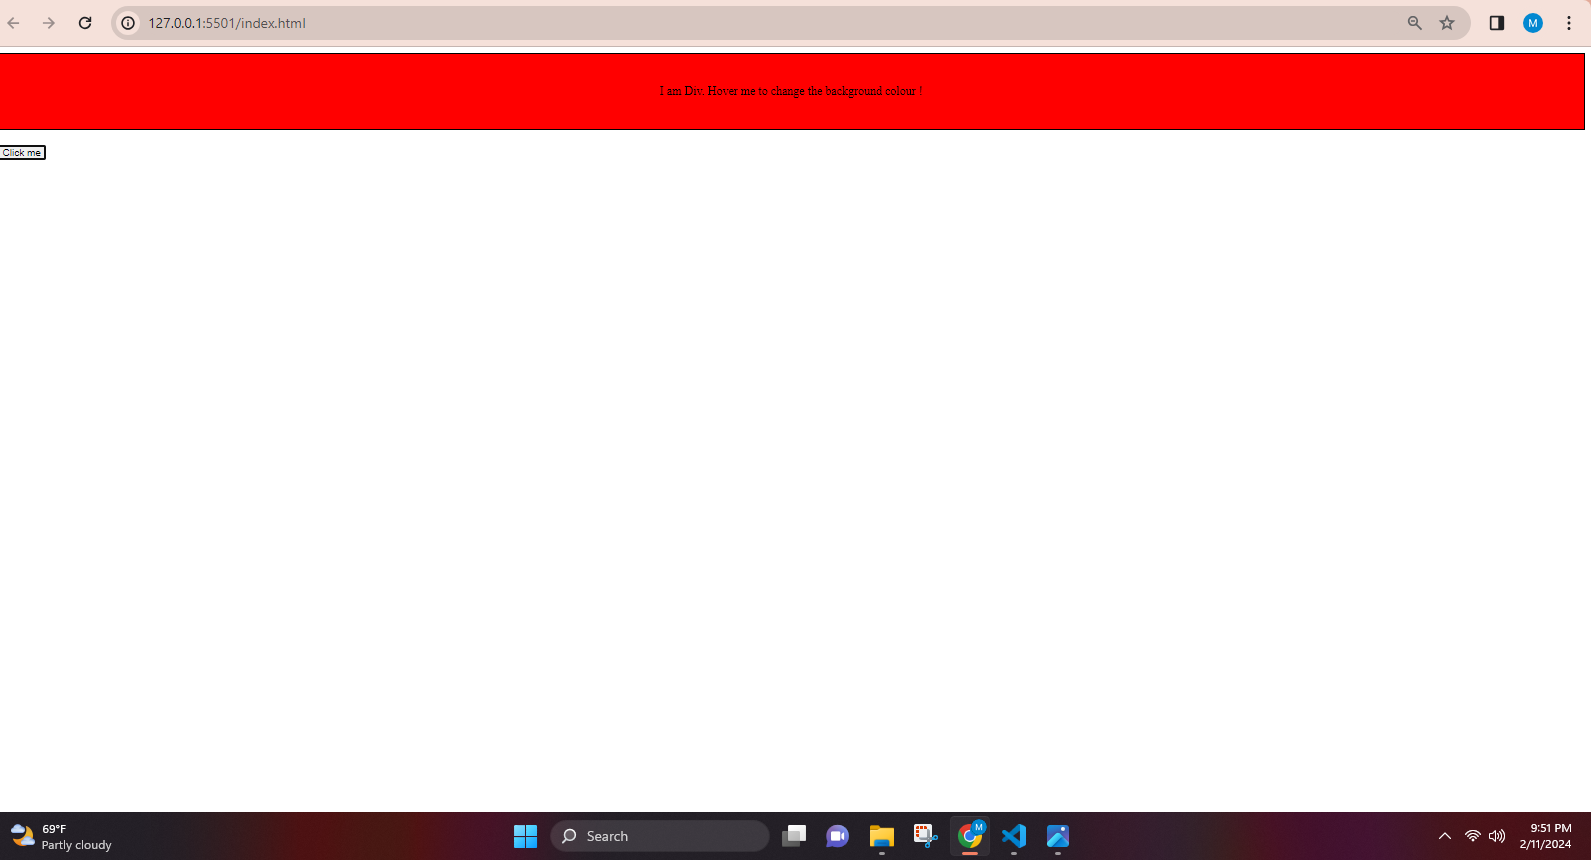 127.0.0.1:5501/index.html
M
I am Div. Hover me to change the background colour !
Click me
69°F
Partly cloudy
Search
M
9:51 PM
2/11/2024